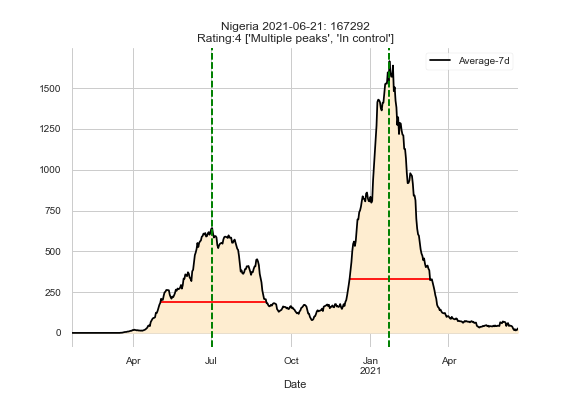 Nigeria 2021-06-21: 167292
Rating:4 ['Multiple peaks', 'In control']
Average-7d
1500
1250
1000
750
500
250
0
Apr
Jul
Oct
Jan
2021
Apr
Date